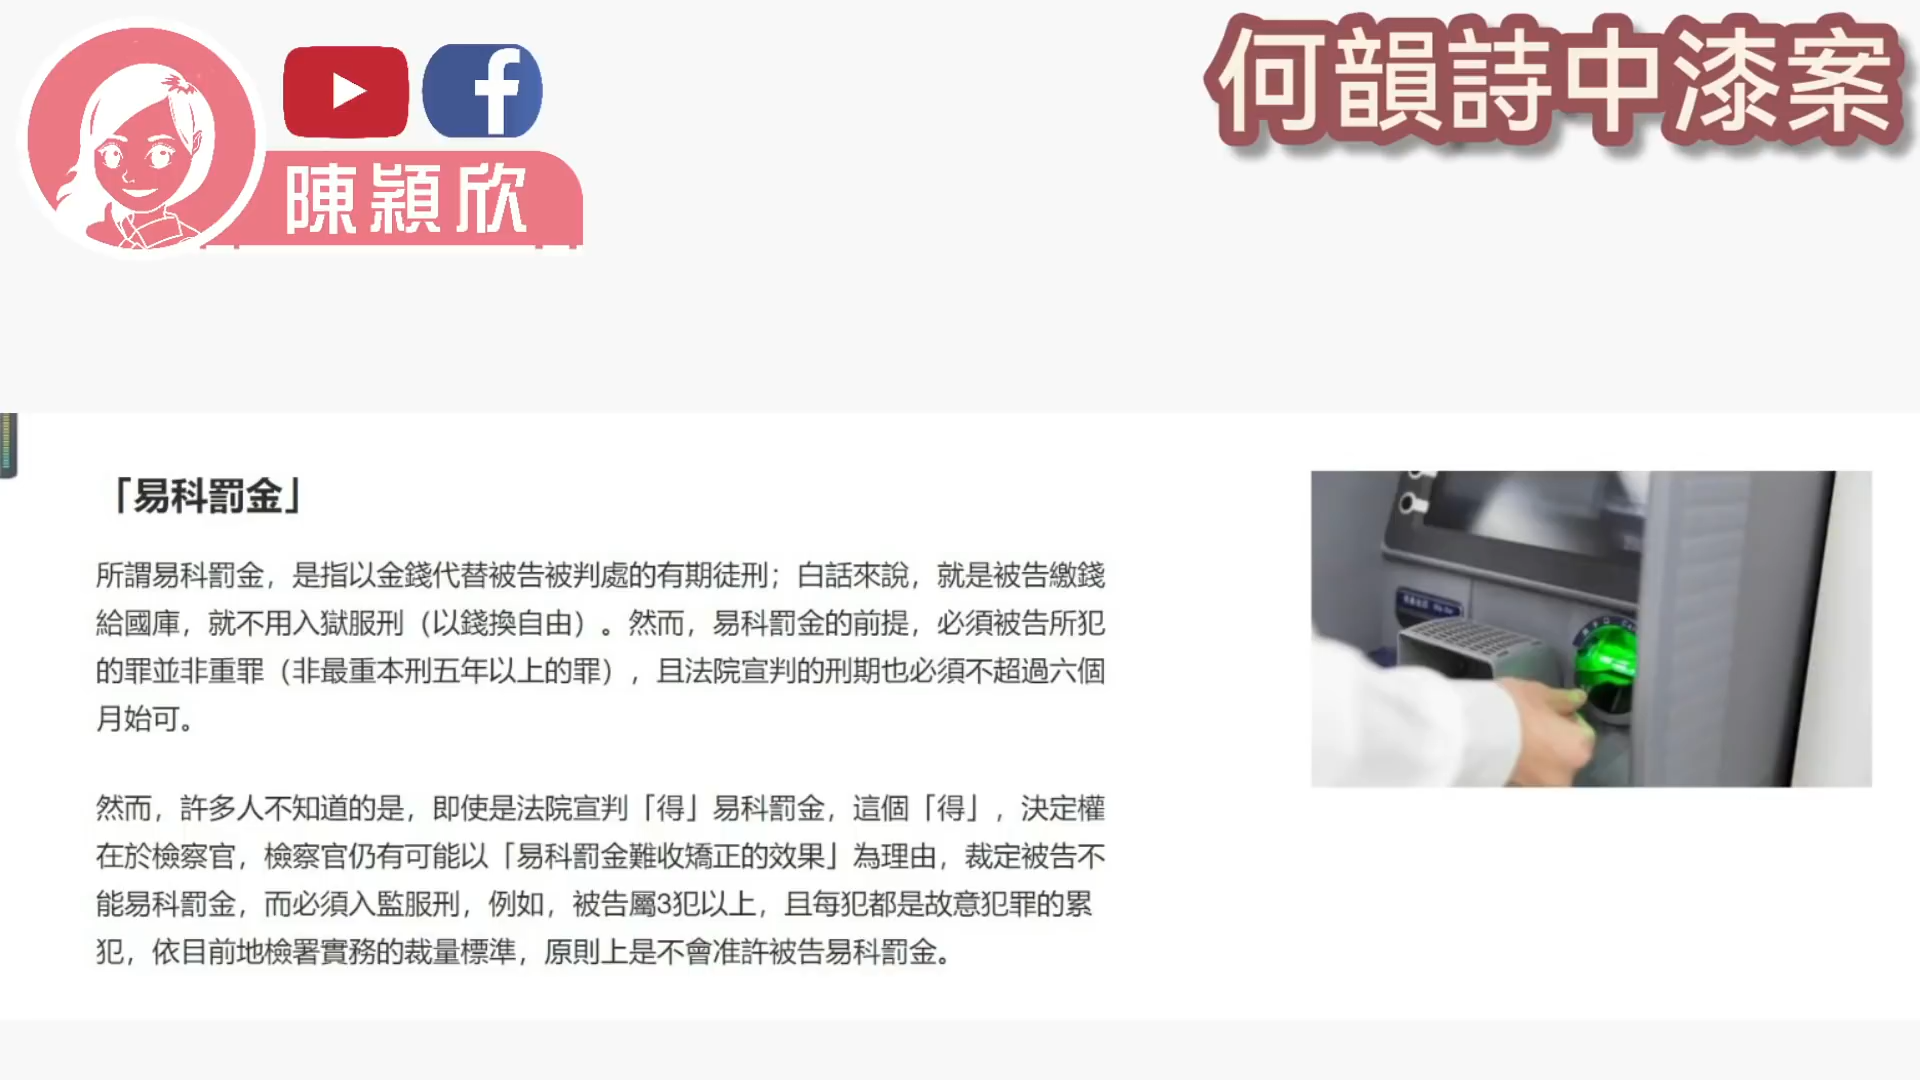 何韻詩中漆案
陳穎欣
「易科罰金」
所謂易科罰金，是指以金錢代替被告被判處的有期徒刑；白話來說，就是被告繳錢
給國庫，就不用入獄服刑（以錢換自由）。然而，易科罰金的前提，必須被告所犯
的罪並非重罪（非最重本刑五年以上的罪），且法院宣判的刑期也必須不超過六個
月始可。
然而，許多人不知道的是，即使是法院宣判「得」易科罰金，這個「得」，決定權
在於檢察官，檢察官仍有可能以「易科罰金難收矯正的效果」為理由，裁定被告不
能易科罰金，而必須入監服刑，例如，被告屬3犯以上，且每犯都是故意犯罪的累
犯，依目前地檢署實務的裁量標準，原則上是不會准許被告易科罰金。